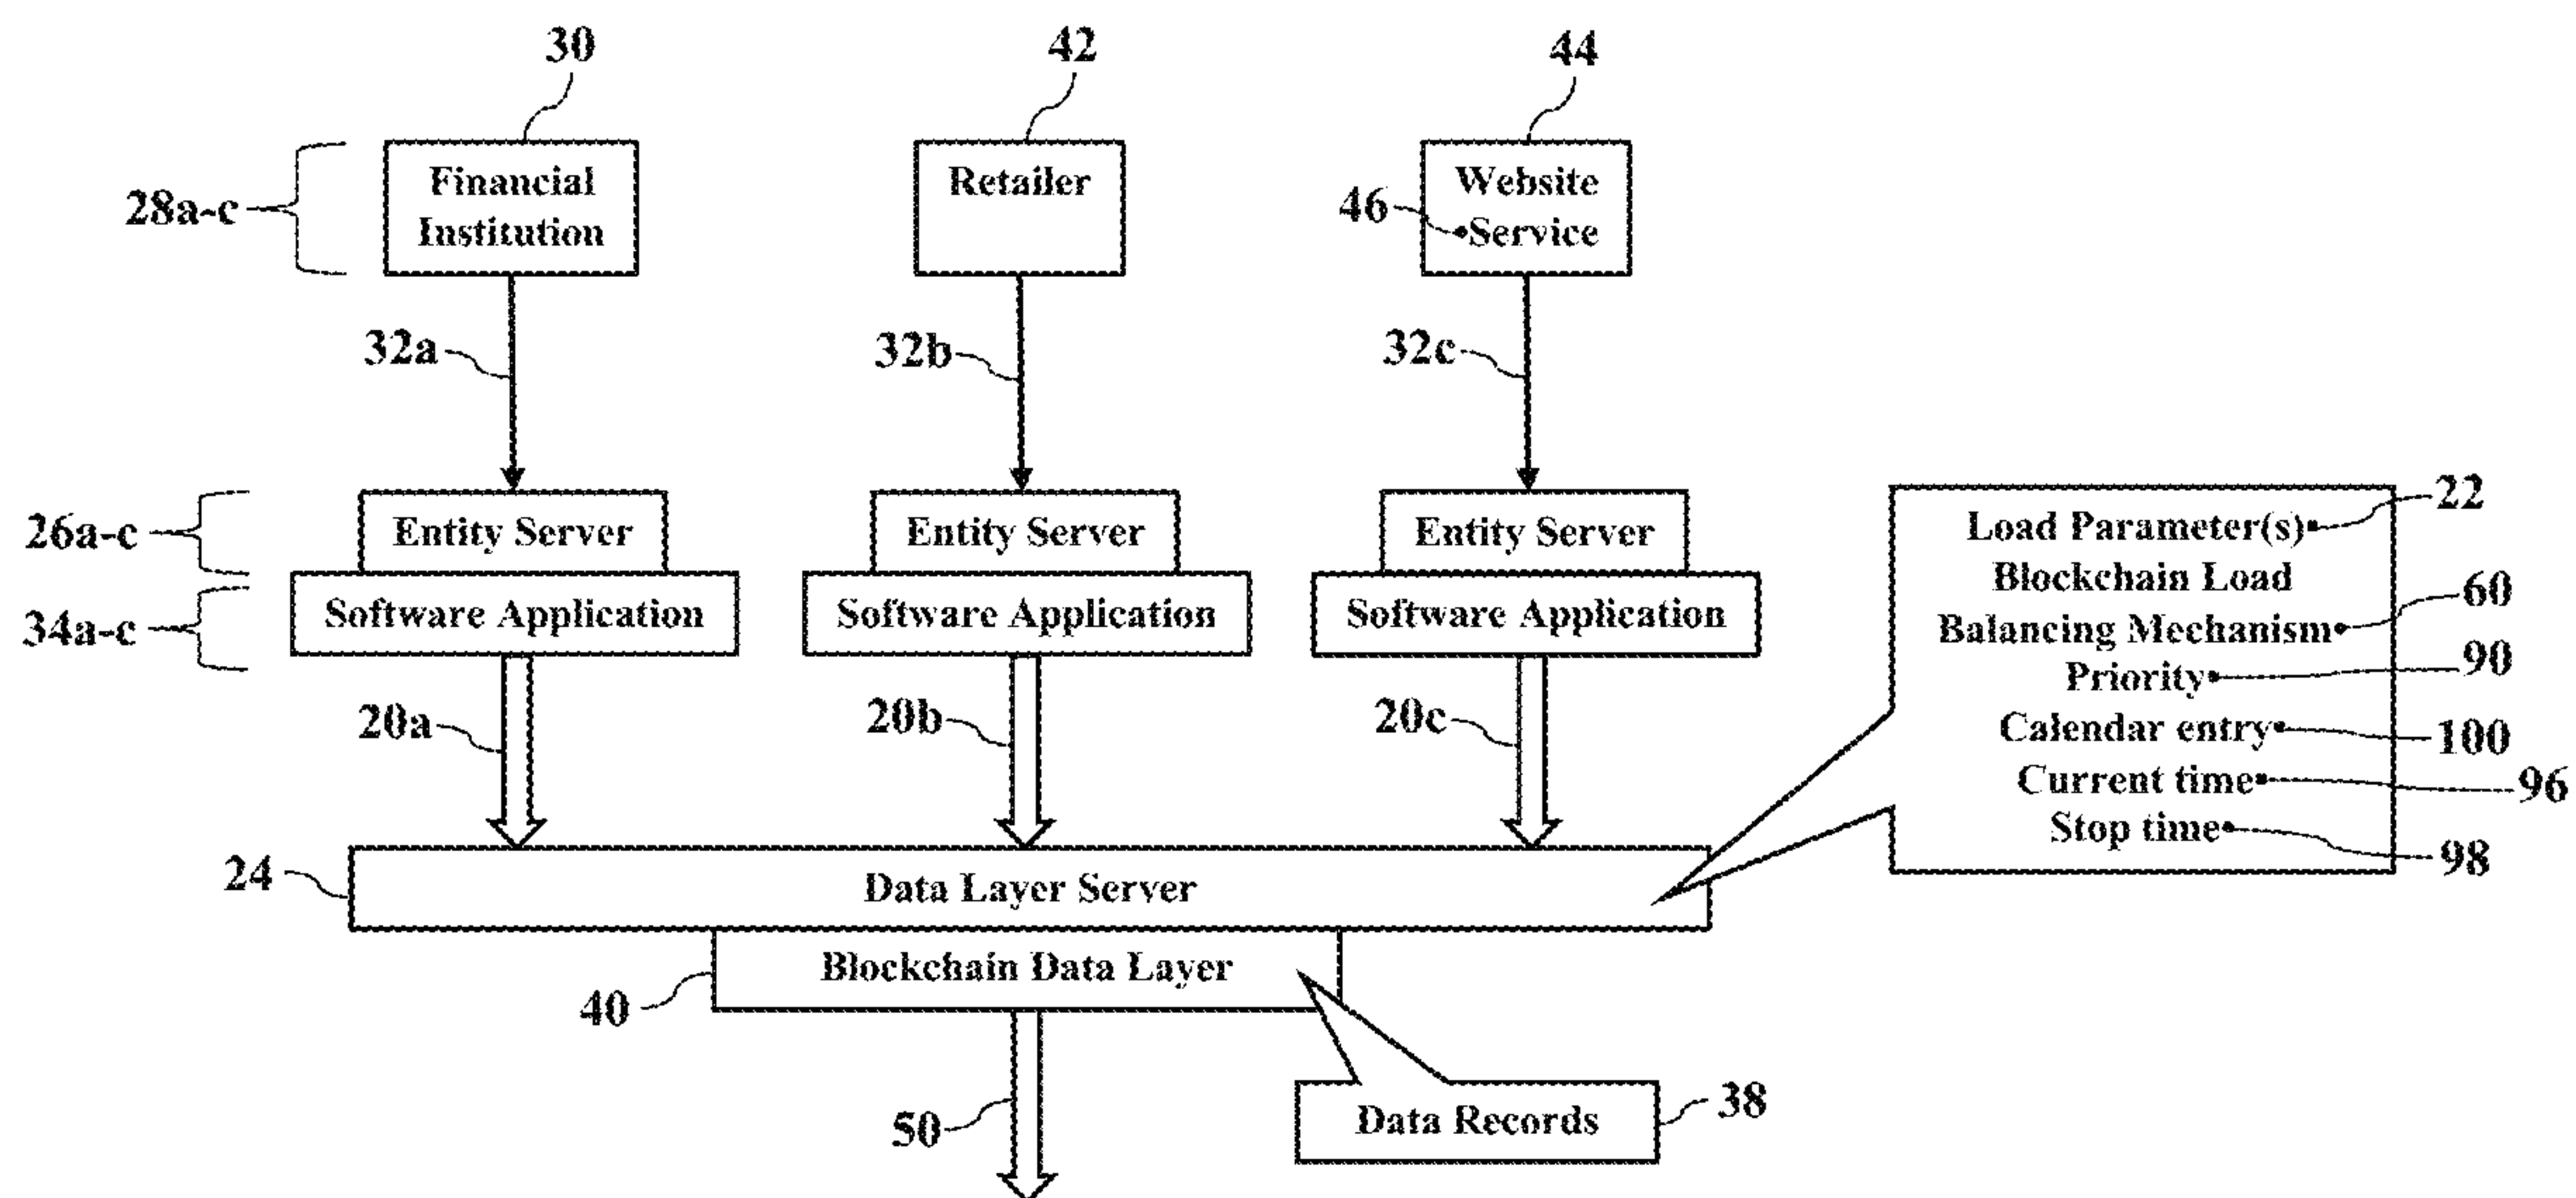 30
42
44
28a-c
Financial
Institution
Retailer
Website
46
Service
32a
32b
32c
26a-c
Entity Server
Entity Server
Entity Server
34a-c
Software Application
Software Application
Software Application
20a
20b
20c
Load Parameter(s)
22
Blockchain Load
Balancing Mechanism
60
Priority
90
Calendar entry
100
Current time
96
Stop time
98
24
Data Layer Server
40
Blockchain Data Layer
50
Data Records
38